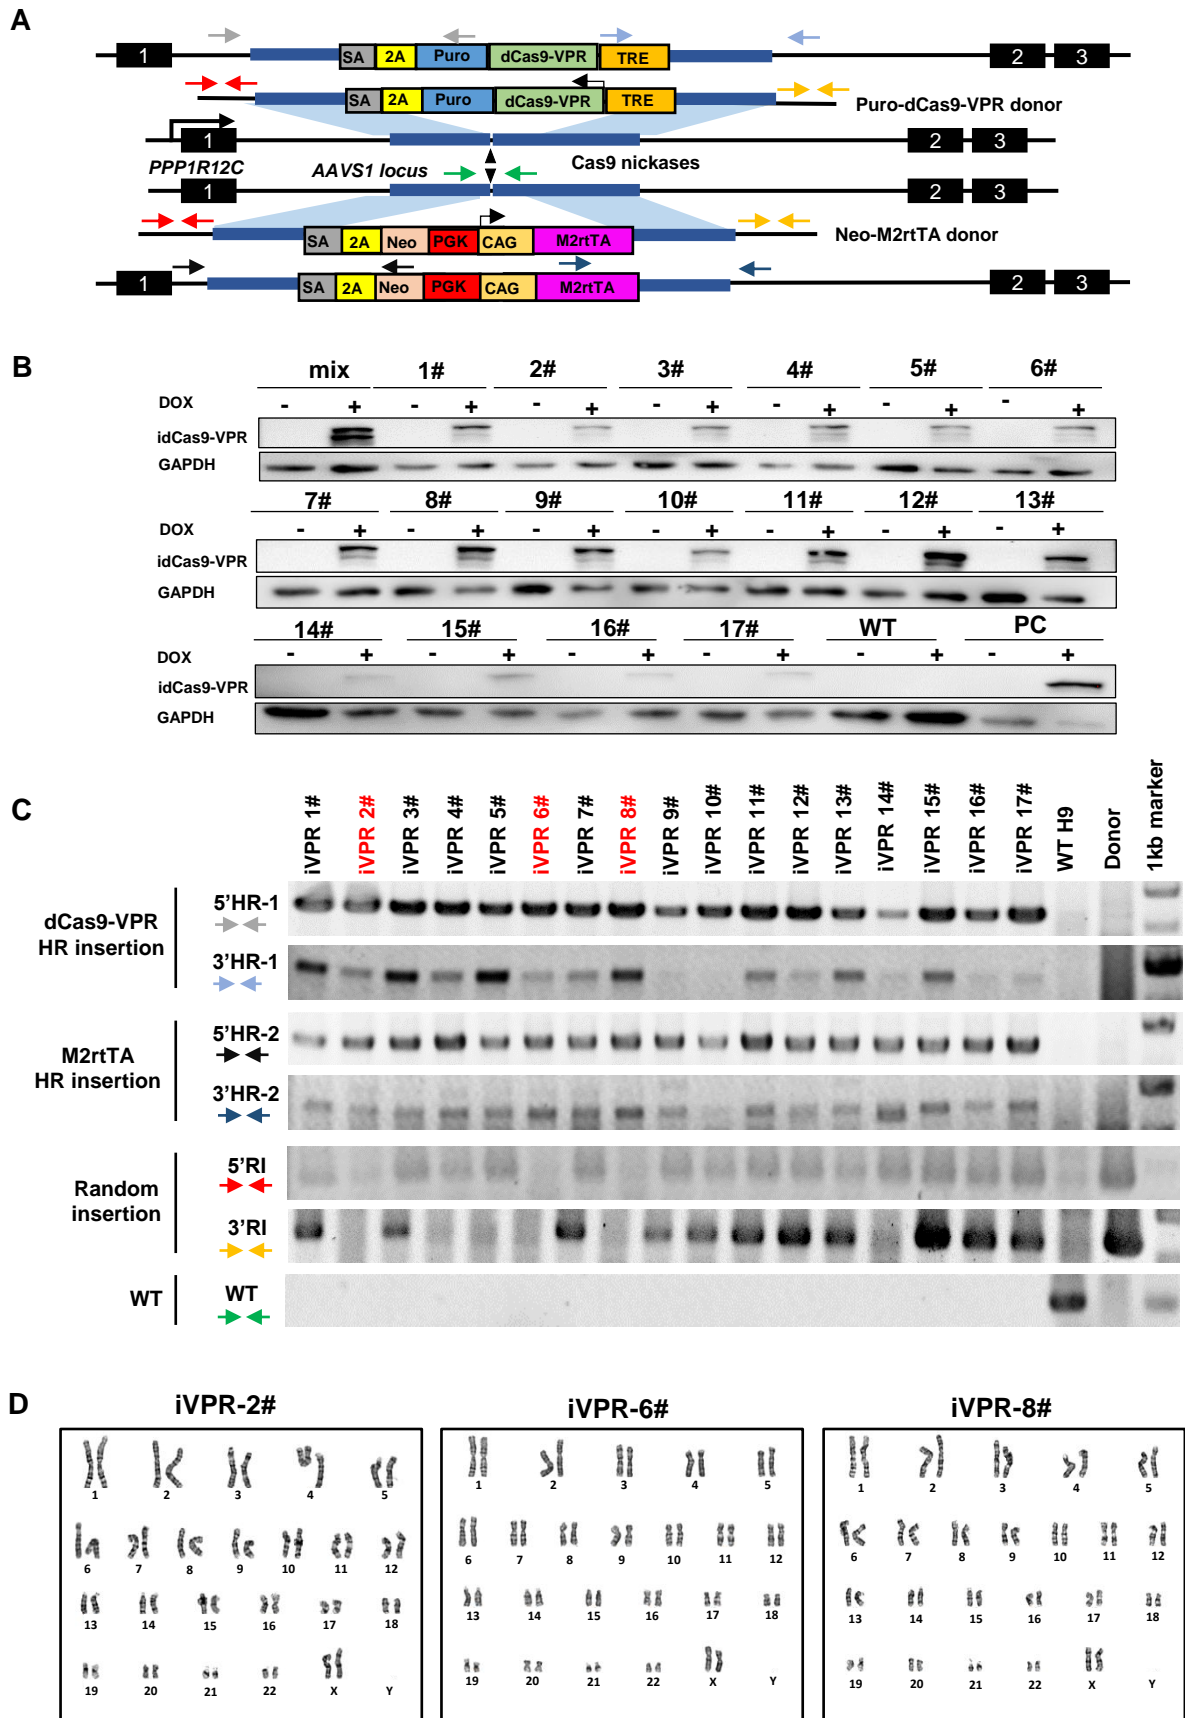 A
1 SA 2A Puro dCas9-VPR TRE 2 3
SA 2A Puro dCas9-VPR TRE Puro-dCas9-VPR donor
1 2 3
PPP1R12C AAVS1 locus Cas9 nickases
1 2 3
SA 2A Neo PGK CAG M2rtTA Neo-M2rtTA donor
1 SA 2A Neo PGK CAG M2rtTA 2 3
B
mix 1# 2# 3# 4# 5# 6#
DOX - + - + - + - + - + - + - +
idCas9-VPR
GAPDH
7# 8# 9# 10# 11# 12# 13#
DOX - + - + - + - + - + - + - +
idCas9-VPR
GAPDH
14# 15# 16# 17# WT PC
DOX - + - + - + - + - + - +
idCas9-VPR
GAPDH
C
iVPR 1# iVPR 2# iVPR 3# iVPR 4# iVPR 5# iVPR 6# iVPR 7# iVPR 8# iVPR 9# iVPR 10# iVPR 11# iVPR 12# iVPR 13# iVPR 14# iVPR 15# iVPR 16# iVPR 17# WT H9 Donor 1kb marker
dCas9-VPR
HR insertion
5'HR-1
3'HR-1
M2rtTA
HR insertion
5'HR-2
3'HR-2
Random
insertion
5'RI
3'RI
WT
WT
D
iVPR-2#
1 2 3 4 5
6 7 8 9 10 11 12
13 14 15 16 17 18
19 20 21 22 X Y
iVPR-6#
1 2 3 4 5
6 7 8 9 10 11 12
13 14 15 16 17 18
19 20 21 22 X Y
iVPR-8#
1 2 3 4 5
6 7 8 9 10 11 12
13 14 15 16 17 18
19 20 21 22 X Y